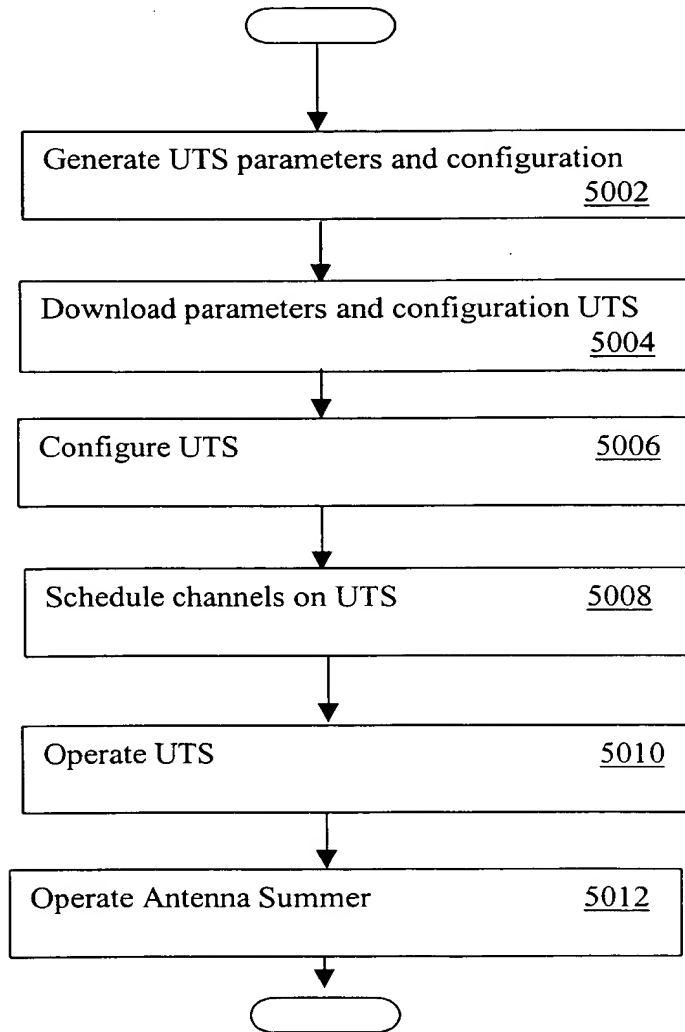 Generate UTS parameters and configuration
5002
Download parameters and configuration UTS
5004
Configure UTS 5006
Schedule channels on UTS 5008
Operate UTS 5010
Operate Antenna Summer 5012